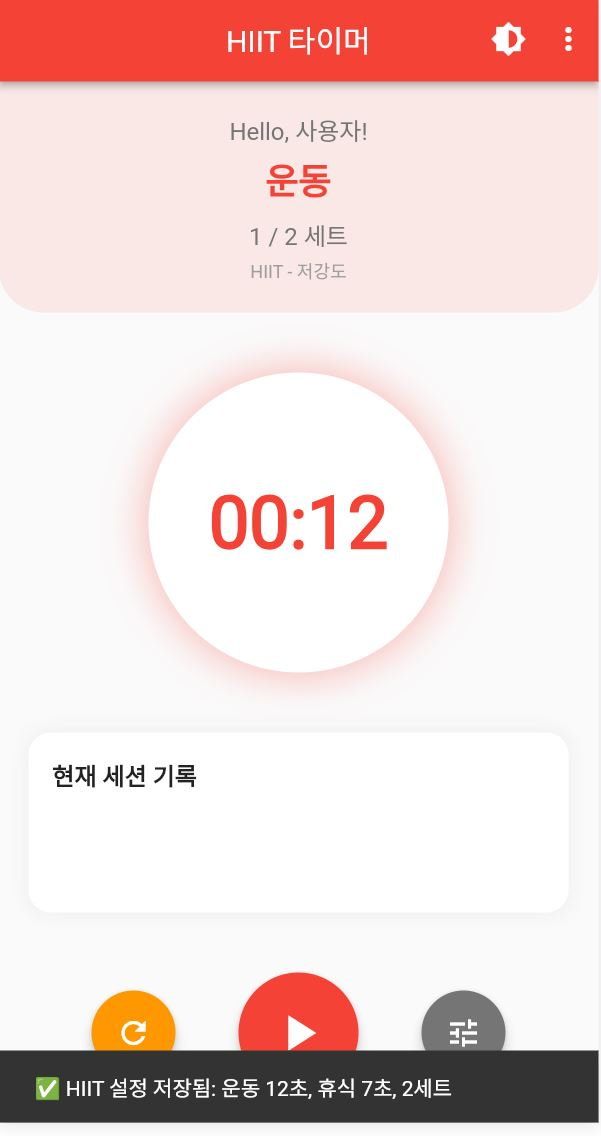 HIIT 타이머
Hello, 사용자!
운동
1 / 2 세트
HIIT - 저강도
00:12
현재 세션 기록
✅ HIIT 설정 저장됨: 운동 12초, 휴식 7초, 2세트